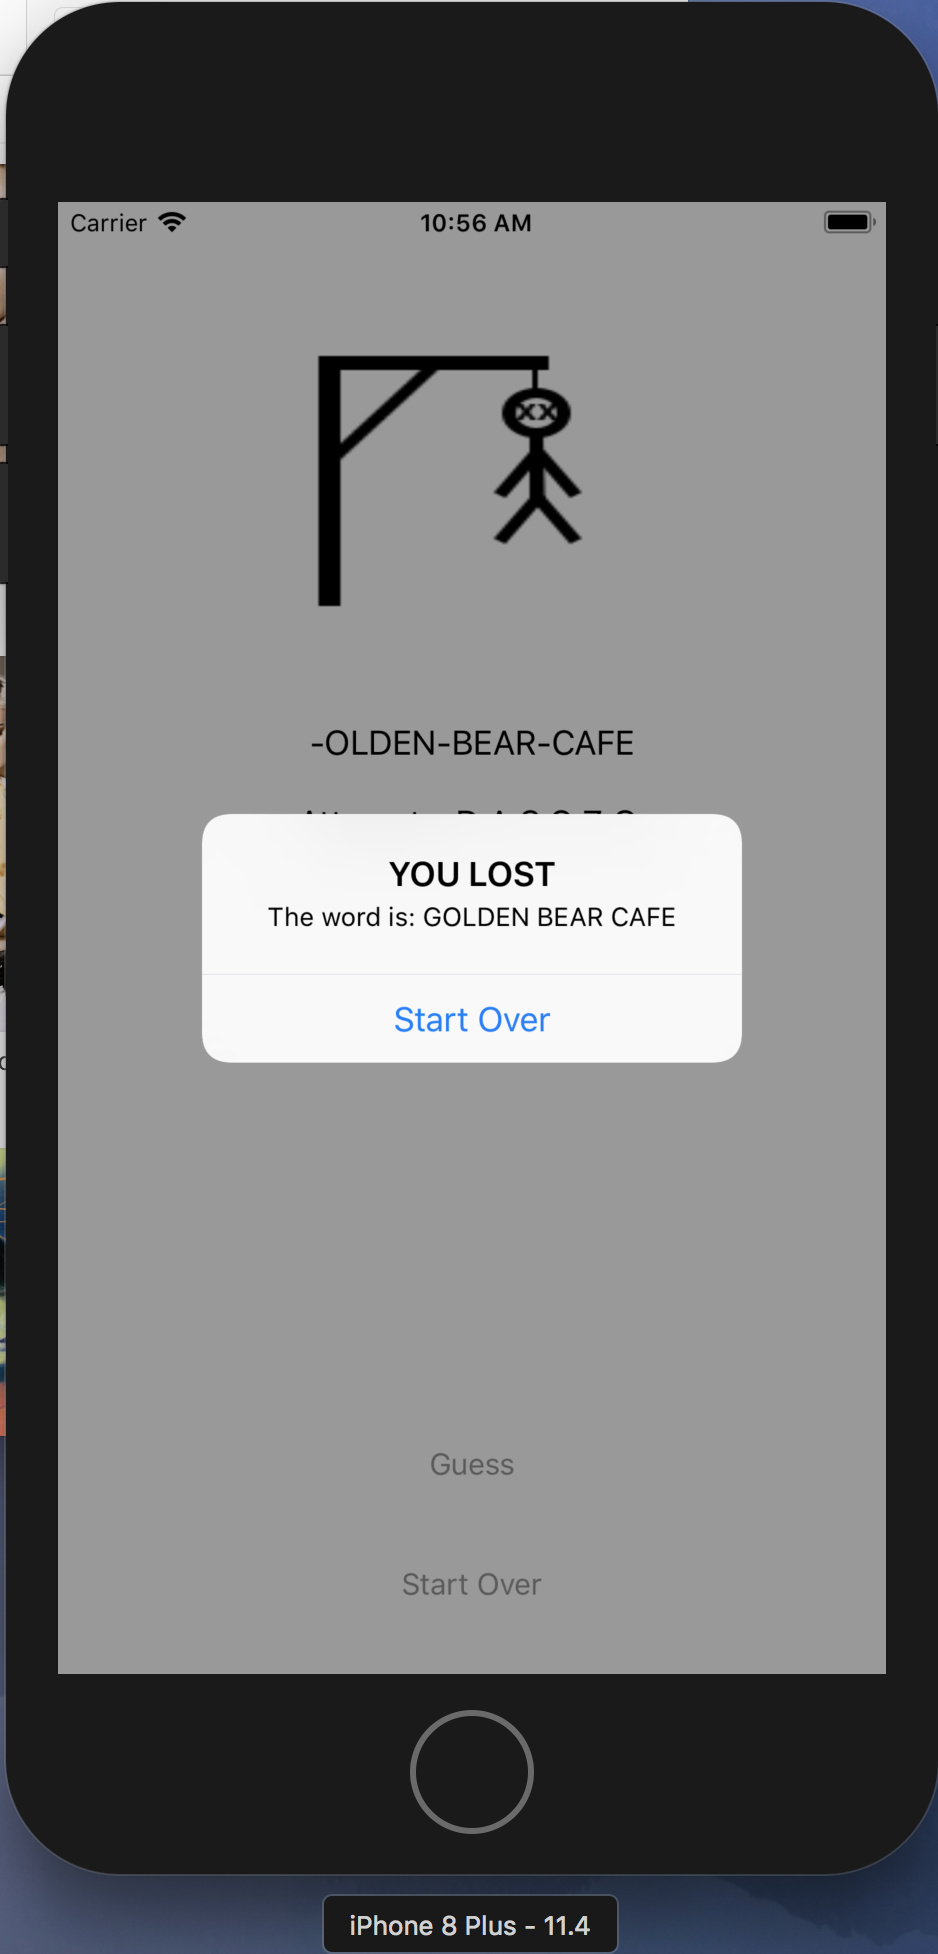 Carrier 10:56 AM
XX
-OLDEN-BEAR-CAFE
YOU LOST
The word is: GOLDEN BEAR CAFE
Start Over
Guess
Start Over
iPhone 8 Plus - 11.4